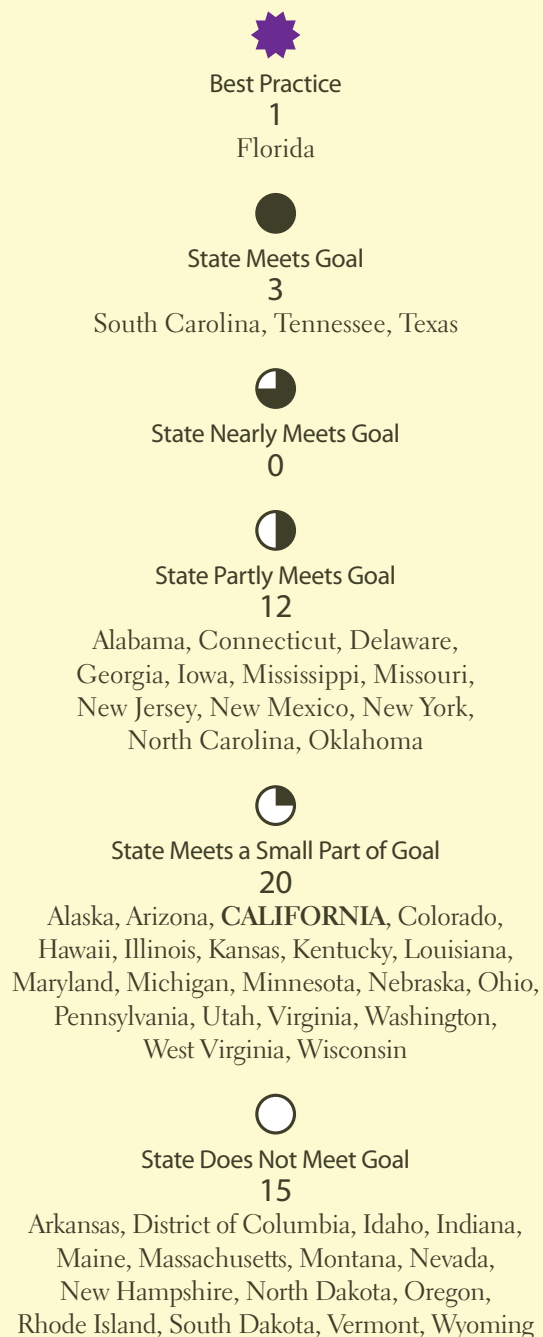 Best Practice
1
Florida
State Meets Goal
3
South Carolina, Tennessee, Texas
State Nearly Meets Goal
0
State Partly Meets Goal
12
Alabama, Connecticut, Delaware,
Georgia, Iowa, Mississippi, Missouri,
New Jersey, New Mexico, New York,
North Carolina, Oklahoma
State Meets a Small Part of Goal
20
Alaska, Arizona, CALIFORNIA, Colorado,
Hawaii, Illinois, Kansas, Kentucky, Louisiana,
Maryland, Michigan, Minnesota, Nebraska, Ohio,
Pennsylvania, Utah, Virginia, Washington,
West Virginia, Wisconsin
State Does Not Meet Goal
15
Arkansas, District of Columbia, Idaho, Indiana,
Maine, Massachusetts, Montana, Nevada,
New Hampshire, North Dakota, Oregon,
Rhode Island, South Dakota, Vermont, Wyoming